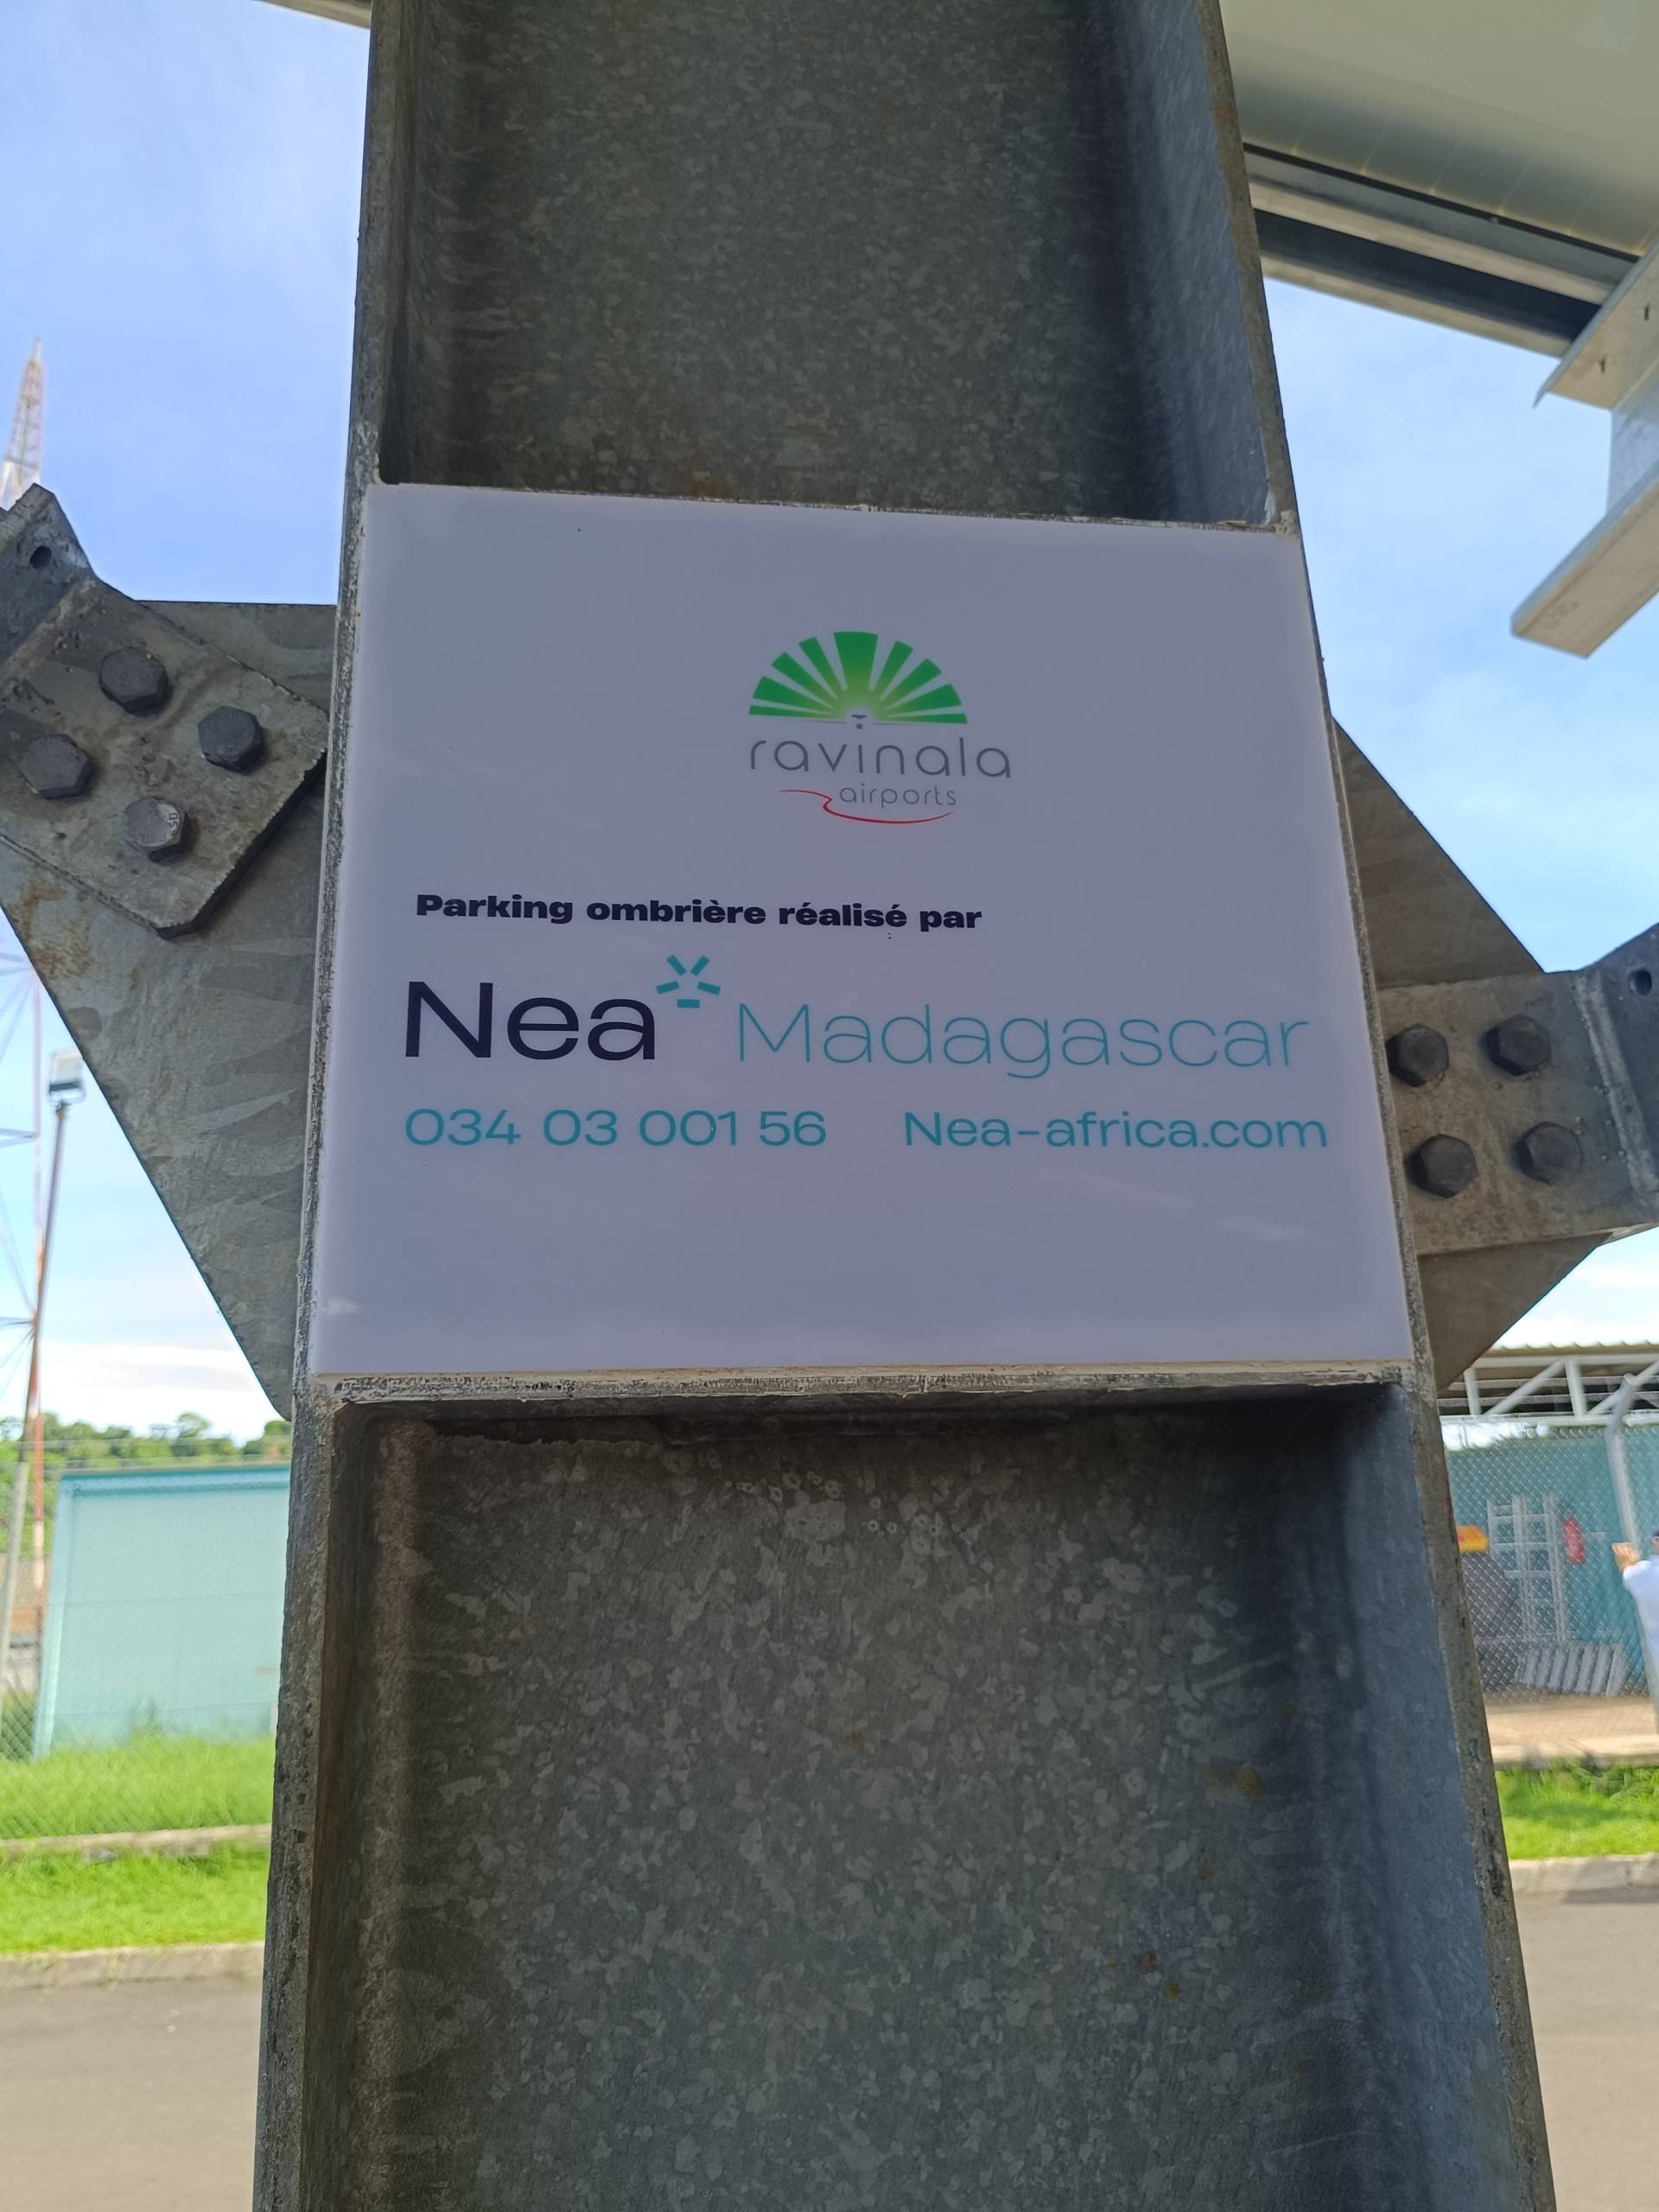 ravinala
airports
Parking ombrière réalisé par
Nea Madagascar
034 03 001 56 Nea-africa.com